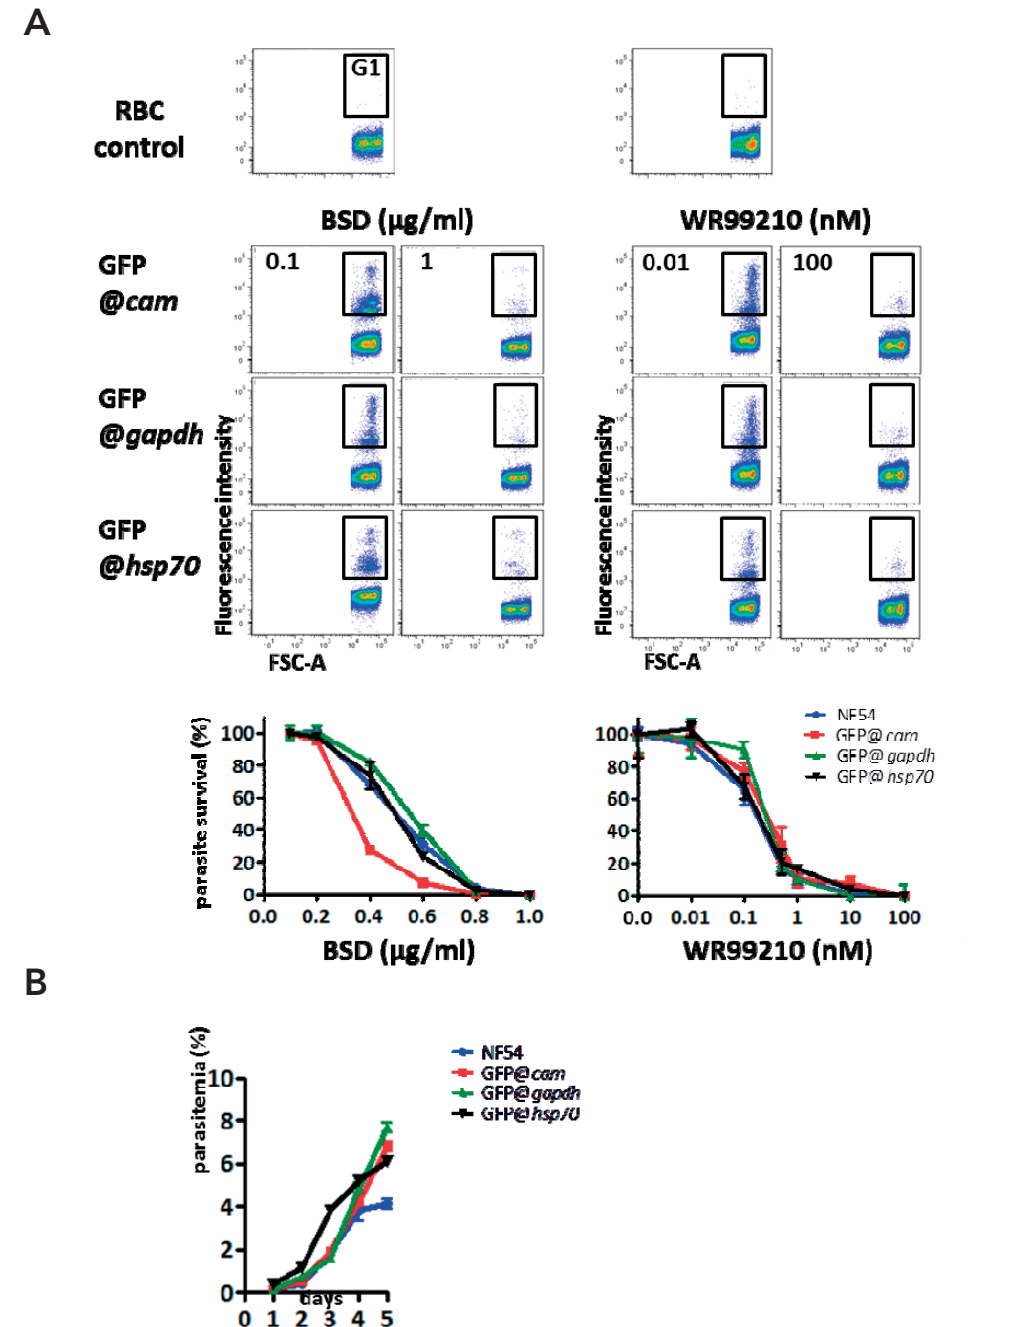 A
RBC
control
G1
BSD (µg/ml)
WR99210 (nM)
GFP
@cam
0.1
1
0.01
100
GFP
@gapdh
GFP
@hsp70
Fluorescence intensity
Fluorescence intensity
FSC-A
FSC-A
parasite survival (%)
100
80
60
40
20
0
0.0 0.2 0.4 0.6 0.8 1.0
BSD (µg/ml)
100
80
60
40
20
0
0.0 0.01 0.1 1 10 100
WR99210 (nM)
NF54
GFP@cam
GFP@gapdh
GFP@hsp70
B
parasitemia (%)
10
8
6
4
2
0
0 1 2 3 4 5
days
NF54
GFP@cam
GFP@gapdh
GFP@hsp70